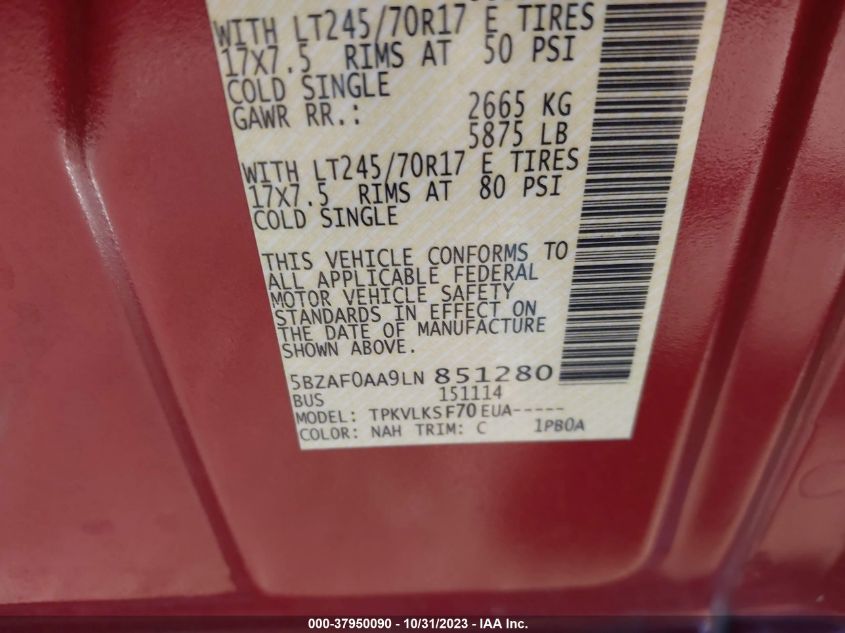 WITH LT245/70R17 E TIRES
17X7.5 RIMS AT 50 PSI
COLD SINGLE
GAWR RR.: 2665 KG
5875 LB
WITH LT245/70R17 E TIRES
17X7.5 RIMS AT 80 PSI
COLD SINGLE
THIS VEHICLE CONFORMS TO
ALL APPLICABLE FEDERAL
MOTOR VEHICLE SAFETY
STANDARDS IN EFFECT ON
THE DATE OF MANUFACTURE
SHOWN ABOVE.
5BZAF0AA9LN 851280
BUS 151114
MODEL: TPKVLKSF70EUA-----
COLOR: NAH TRIM: C 1PB0A
000-37950090 - 10/31/2023 - IAA Inc.